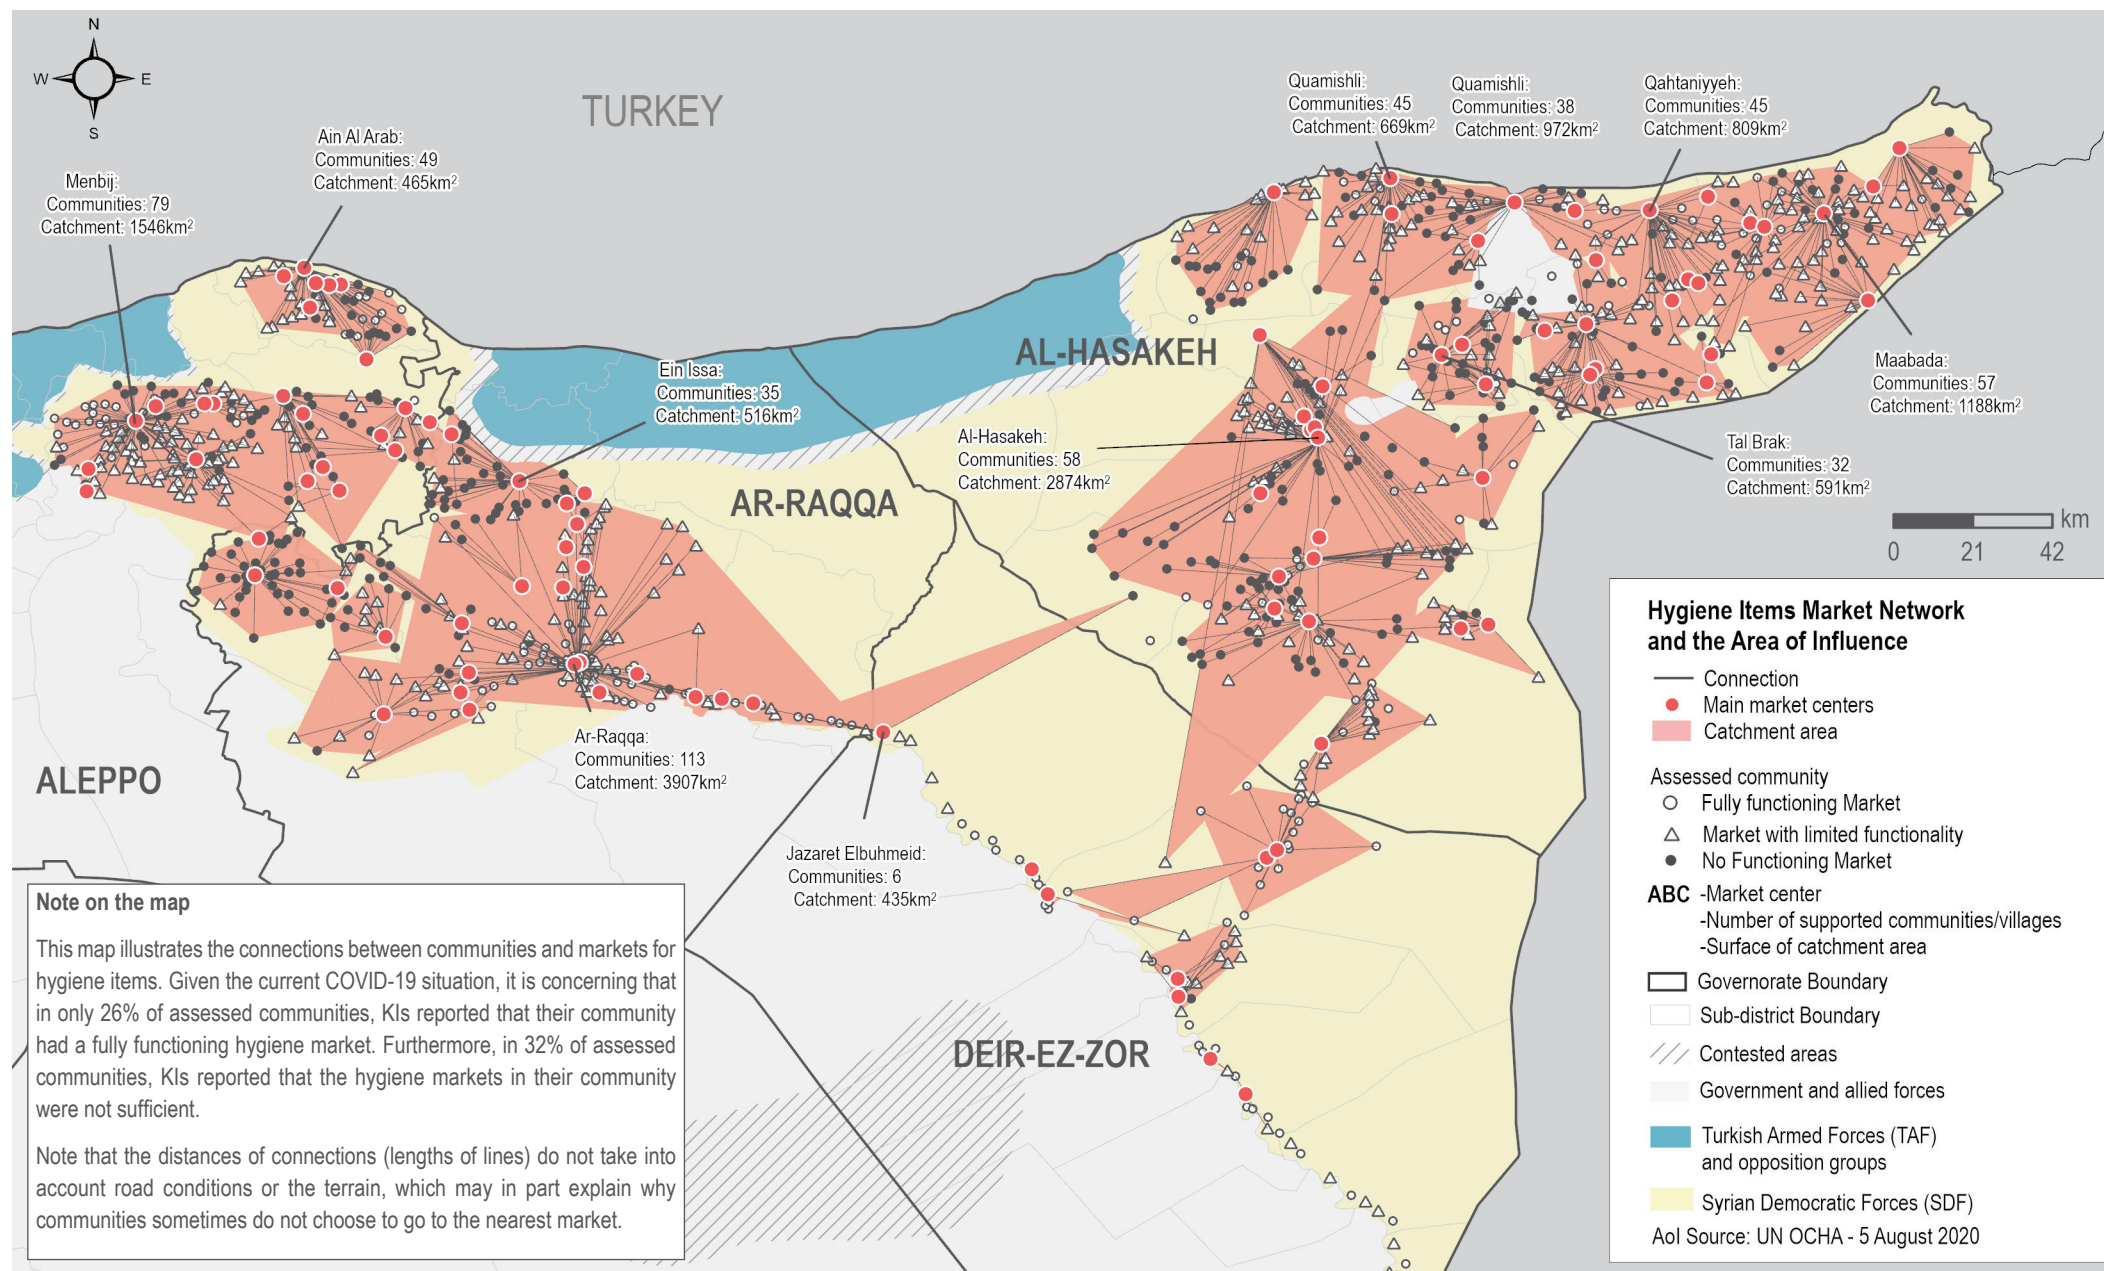 N
W
E
S
TURKEY
Ain Al Arab:
Communities: 49
Catchment: 465km²
Menbij:
Communities: 79
Catchment: 1546km²
Quamishli:
Communities: 45
Catchment: 669km²
Quamishli:
Communities: 38
Catchment: 972km²
Qahtaniyyeh:
Communities: 45
Catchment: 809km²
AL-HASAKEH
Ein Issa:
Communities: 35
Catchment: 516km²
Maabada:
Communities: 57
Catchment: 1188km²
Al-Hasakeh:
Communities: 58
Catchment: 2874km²
Tal Brak:
Communities: 32
Catchment: 591km²
AR-RAQQA
km
0 21 42
Ar-Raqqa:
Communities: 113
Catchment: 3907km²
ALEPPO
Jazaret Elbuhmeid:
Communities: 6
Catchment: 435km²
DEIR-EZ-ZOR
Note on the map
This map illustrates the connections between communities and markets for
hygiene items. Given the current COVID-19 situation, it is concerning that
in only 26% of assessed communities, KIs reported that their community
had a fully functioning hygiene market. Furthermore, in 32% of assessed
communities, KIs reported that the hygiene markets in their community
were not sufficient.
Note that the distances of connections (lengths of lines) do not take into
account road conditions or the terrain, which may in part explain why
communities sometimes do not choose to go to the nearest market.
Hygiene Items Market Network
and the Area of Influence
Connection
Main market centers
Catchment area
Assessed community
Fully functioning Market
Market with limited functionality
No Functioning Market
ABC -Market center
-Number of supported communities/villages
-Surface of catchment area
Governorate Boundary
Sub-district Boundary
Contested areas
Government and allied forces
Turkish Armed Forces (TAF)
and opposition groups
Syrian Democratic Forces (SDF)
AoI Source: UN OCHA - 5 August 2020